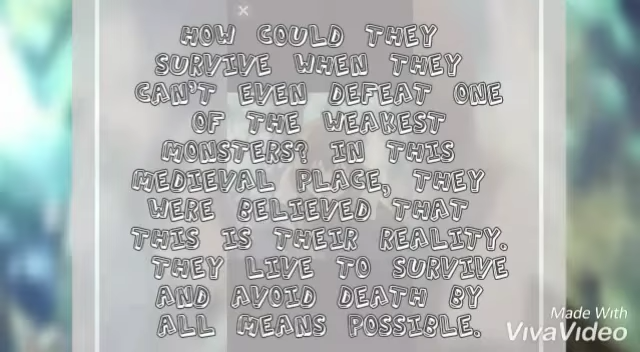 HOW COULD THEY
SURVIVE WHEN THEY
CAN'T EVEN DEFEAT ONE
OF THE WEAKEST
MONSTERS? IN THIS
MEDIEVAL PLACE, THEY
WERE BELIEVED THAT
THIS IS THEIR REALITY.
THEY LIVE TO SURVIVE
AND AVOID DEATH BY
ALL MEANS POSSIBLE.
Made With
VivaVideo